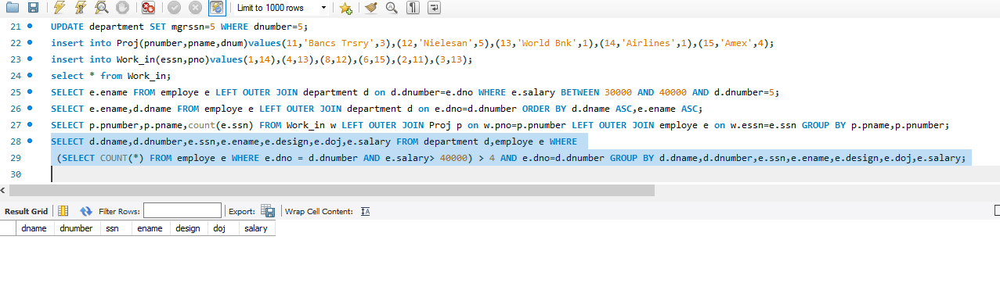 Limit to 1000 rows
21 UPDATE department SET mgrssn=5 WHERE dnumber=5;
22 insert into Proj(pnumber,pname,dnum)values(11,'Bancs Trsry',3),(12,'Nielesan',5),(13,'World Bnk',1),(14,'Airlines',1),(15,'Amex',4);
23 insert into Work_in(essn,pno)values(1,14),(4,13),(8,12),(6,15),(2,11),(3,13);
24 select * from Work_in;
25 SELECT e.ename FROM employe e LEFT OUTER JOIN department d on d.dnumber=e.dno WHERE e.salary BETWEEN 30000 AND 40000 AND d.dnumber=5;
26 SELECT e.ename,d.dname FROM employe e LEFT OUTER JOIN department d on e.dno=d.dnumber ORDER BY d.dname ASC,e.ename ASC;
27 SELECT p.pnumber,p.pname,count(e.ssn) FROM Work_in w LEFT OUTER JOIN Proj p on w.pno=p.pnumber LEFT OUTER JOIN employe e on w.essn=e.ssn GROUP BY p.pname,p.pnumber;
28 SELECT d.dname,d.dnumber,e.ssn,e.ename,e.design,e.doj,e.salary FROM department d,employe e WHERE
29 (SELECT COUNT(*) FROM employe e WHERE e.dno = d.dnumber AND e.salary> 40000) > 4 AND e.dno=d.dnumber GROUP BY d.dname,d.dnumber,e.ssn,e.ename,e.design,e.doj,e.salary;
30
Result Grid Filter Rows: Export: Wrap Cell Content:
dname dnumber ssn ename design doj salary